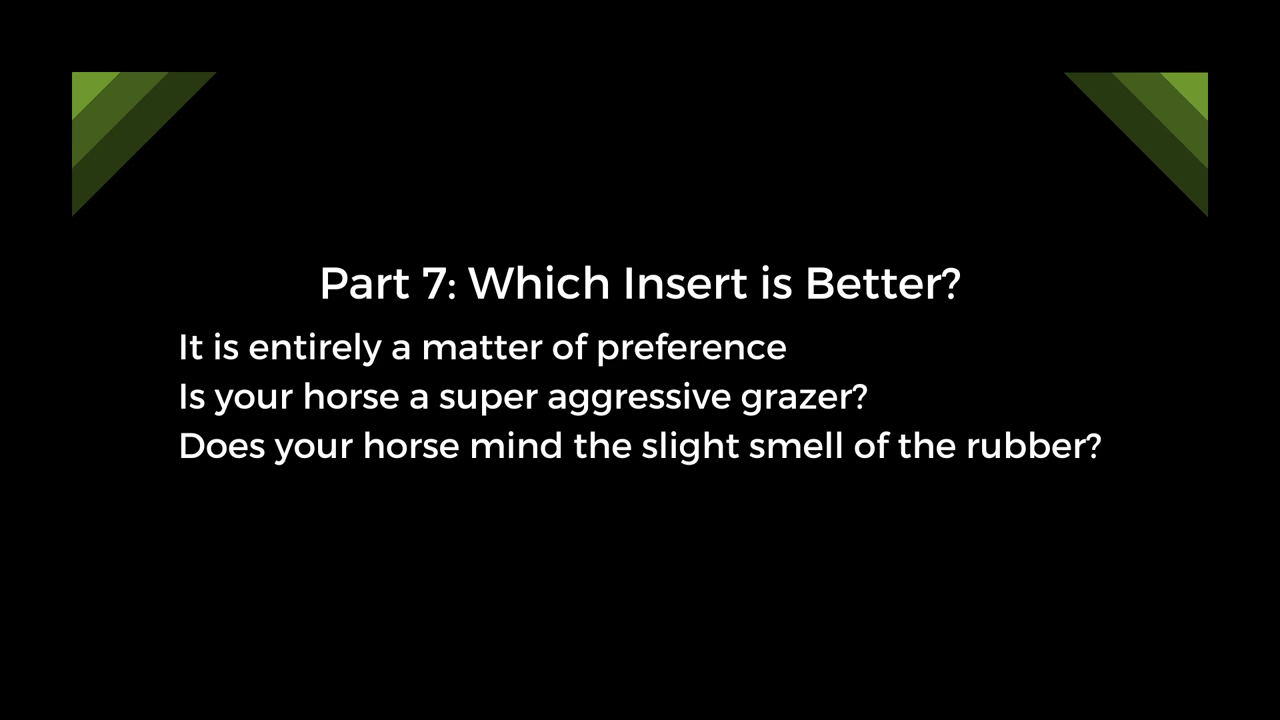 Part 7: Which Insert is Better?
It is entirely a matter of preference
Is your horse a super aggressive grazer?
Does your horse mind the slight smell of the rubber?